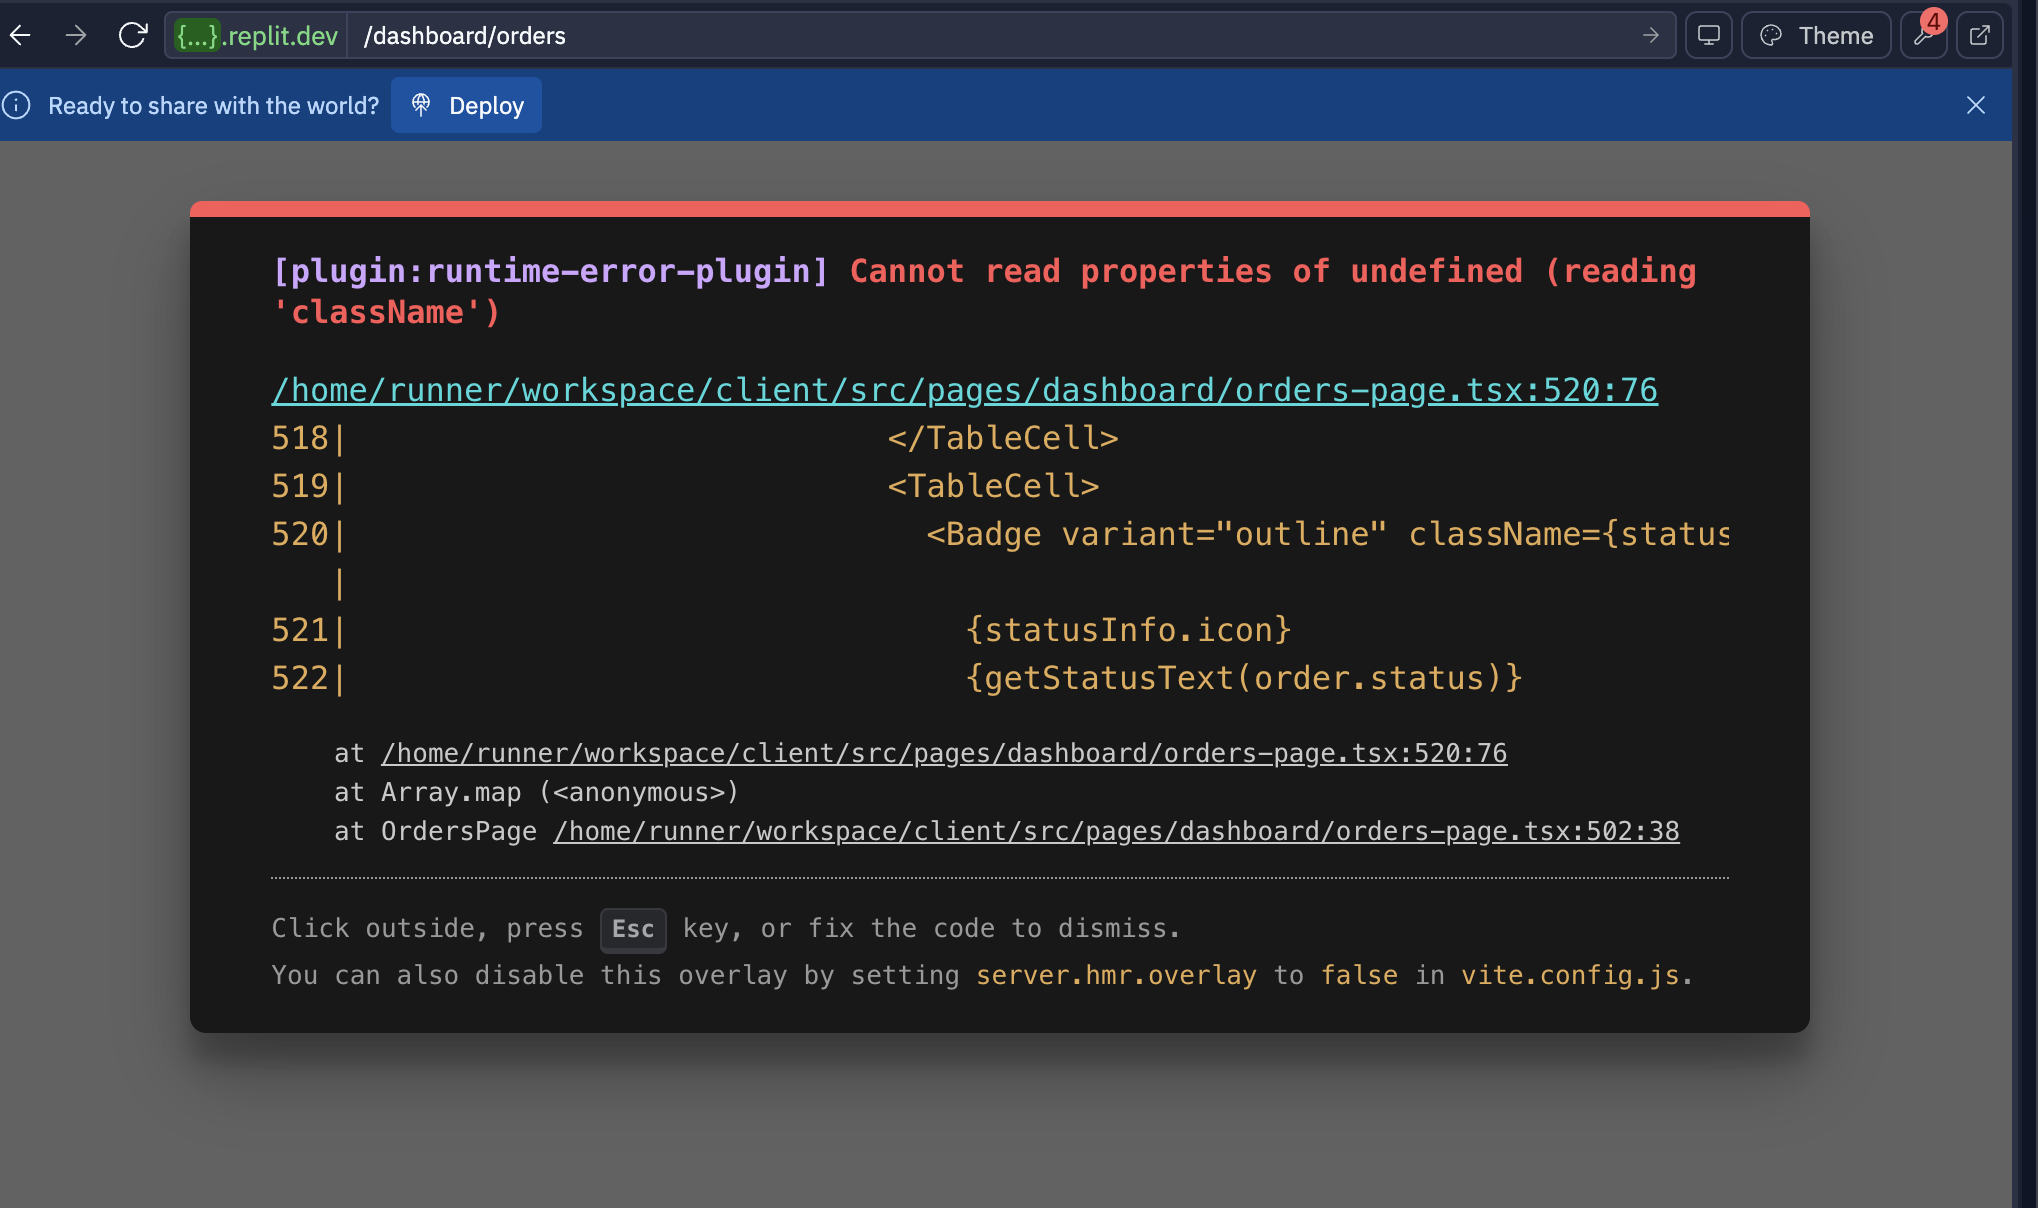 {...}.replit.dev /dashboard/orders Theme 4
Ready to share with the world? Deploy
[plugin:runtime-error-plugin] Cannot read properties of undefined (reading
'className')
/home/runner/workspace/client/src/pages/dashboard/orders-page.tsx:520:76
518| </TableCell>
519| <TableCell>
520| <Badge variant="outline" className={status
|
521| {statusInfo.icon}
522| {getStatusText(order.status)}
at /home/runner/workspace/client/src/pages/dashboard/orders-page.tsx:520:76
at Array.map (<anonymous>)
at OrdersPage /home/runner/workspace/client/src/pages/dashboard/orders-page.tsx:502:38
Click outside, press Esc key, or fix the code to dismiss.
You can also disable this overlay by setting server.hmr.overlay to false in vite.config.js.